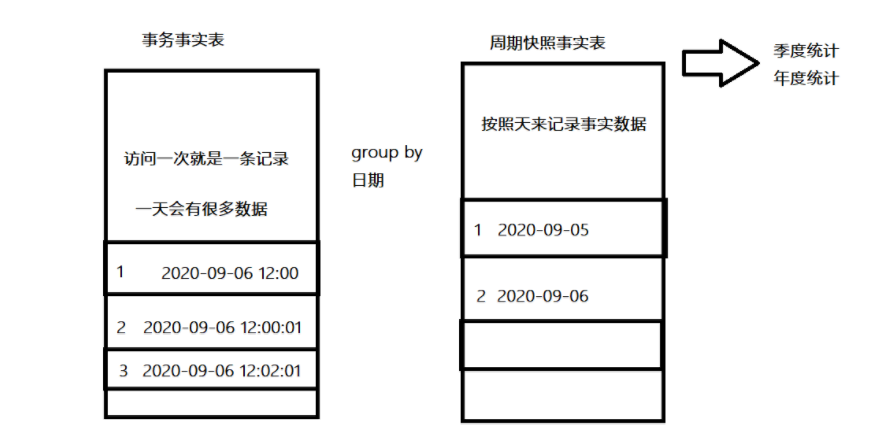 事务事实表
访问一次就是一条记录
一天会有很多数据
1 2020-09-06 12:00
2 2020-09-06 12:00:01
3 2020-09-06 12:02:01
group by
日期
周期快照事实表
按照天来记录事实数据
1 2020-09-05
2 2020-09-06
季度统计
年度统计